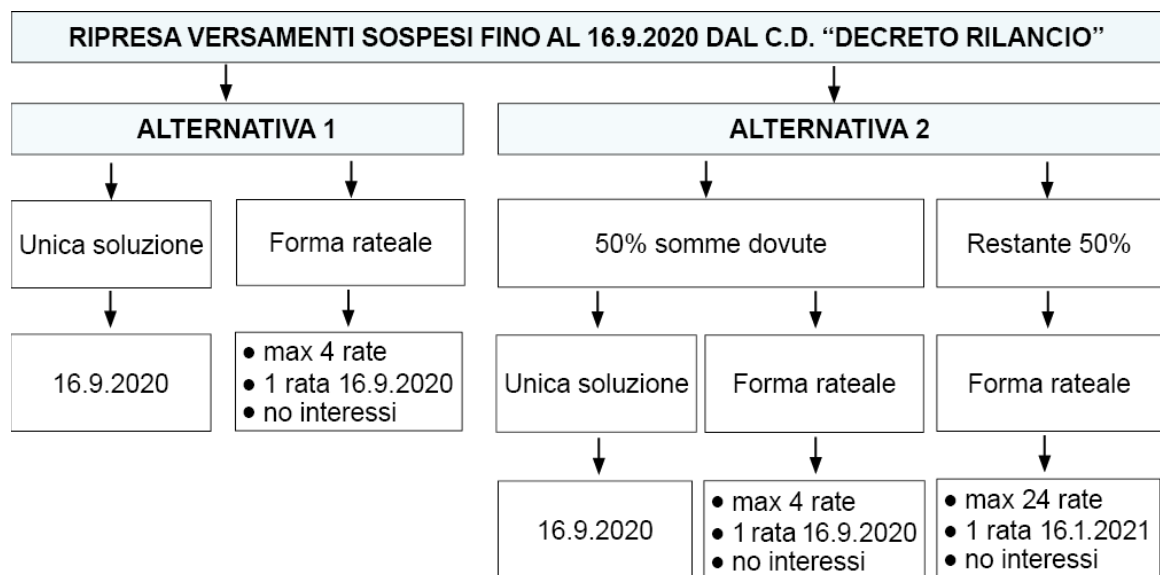 RIPRESA VERSAMENTI SOSPESI FINO AL 16.9.2020 DAL C.D. “DECRETO RILANCIO”
ALTERNATIVA 1
Unica soluzione
Forma rateale
16.9.2020
● max 4 rate
● 1 rata 16.9.2020
● no interessi
ALTERNATIVA 2
50% somme dovute
Restante 50%
Unica soluzione
Forma rateale
Forma rateale
16.9.2020
● max 4 rate
● 1 rata 16.9.2020
● no interessi
● max 24 rate
● 1 rata 16.1.2021
● no interessi